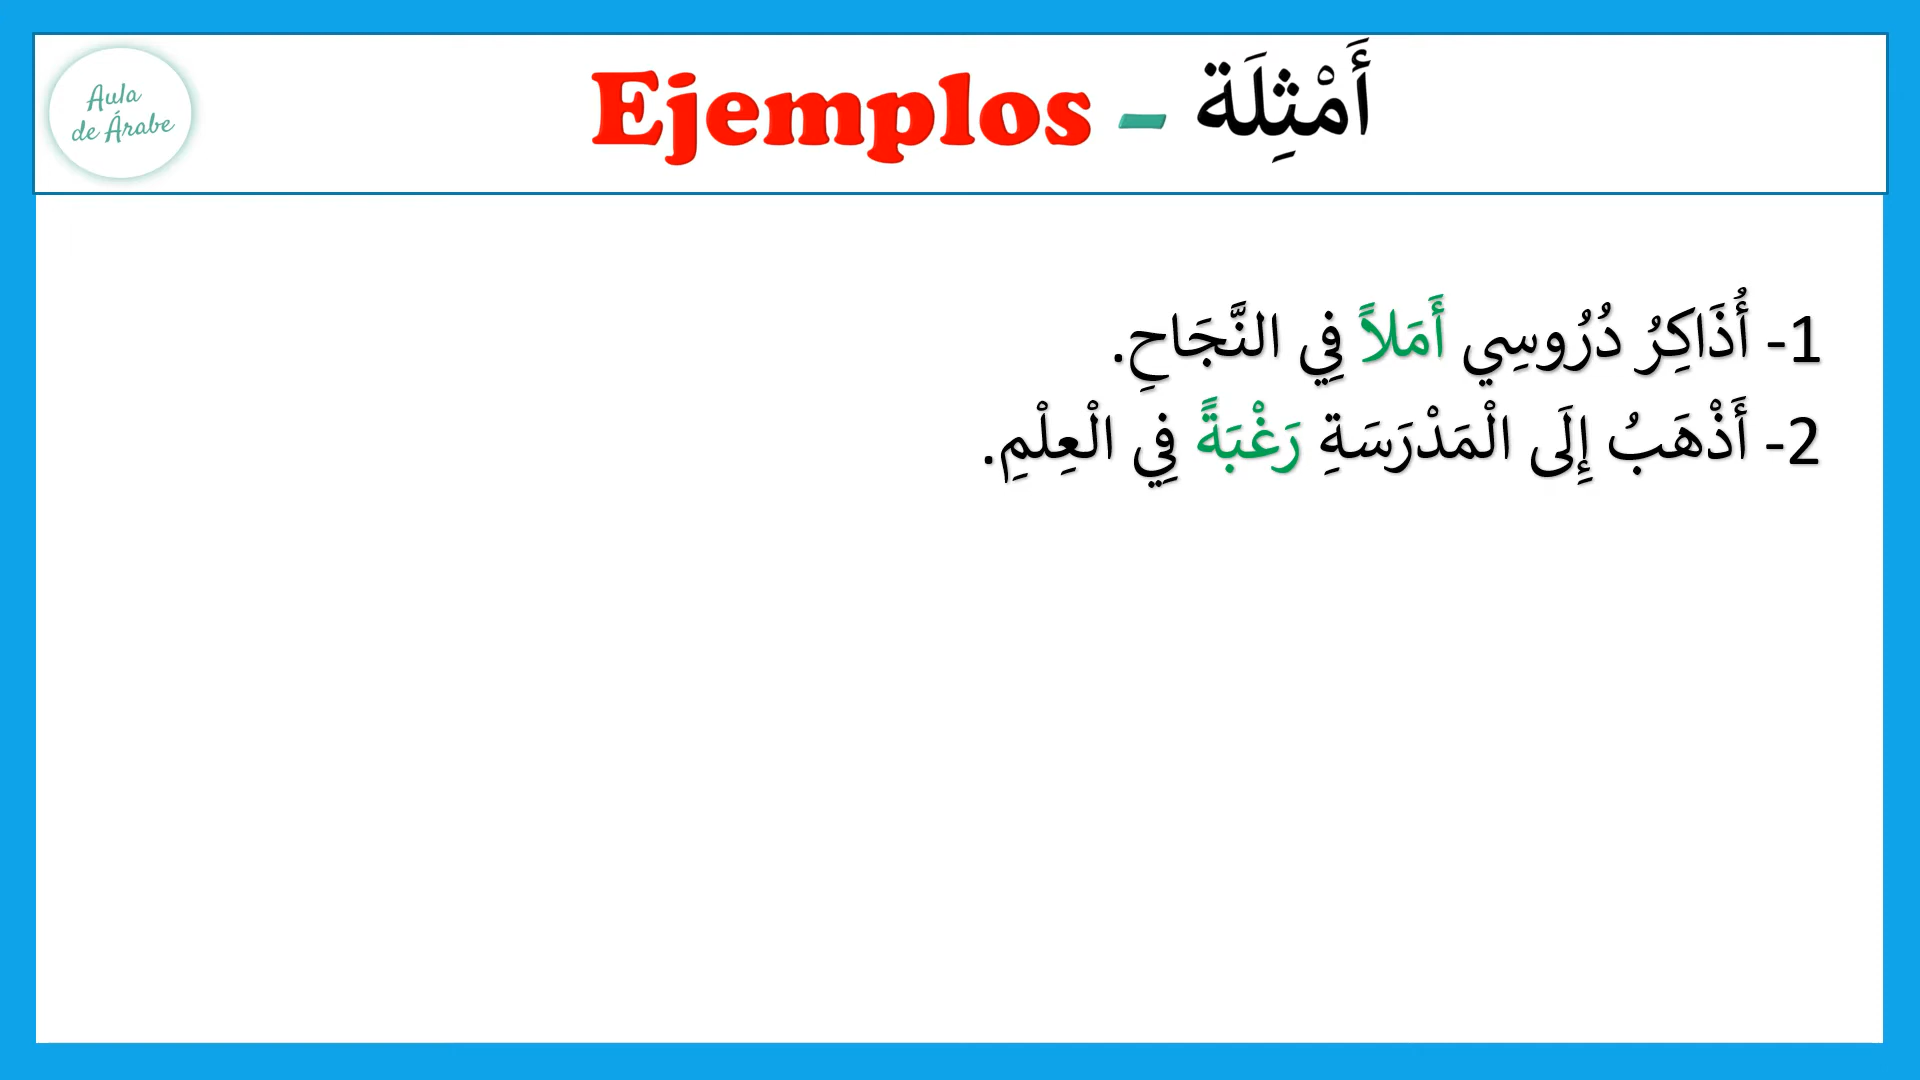 Aula
de Árabe
Ejemplos – أَمْثِلَة
1- أُذَاكِرُ دُرُوسِي أَمَلاً فِي النَّجَاحِ.
2- أَذْهَبُ إِلَى الْمَدْرَسَةِ رَغْبَةً فِي الْعِلْمِ.